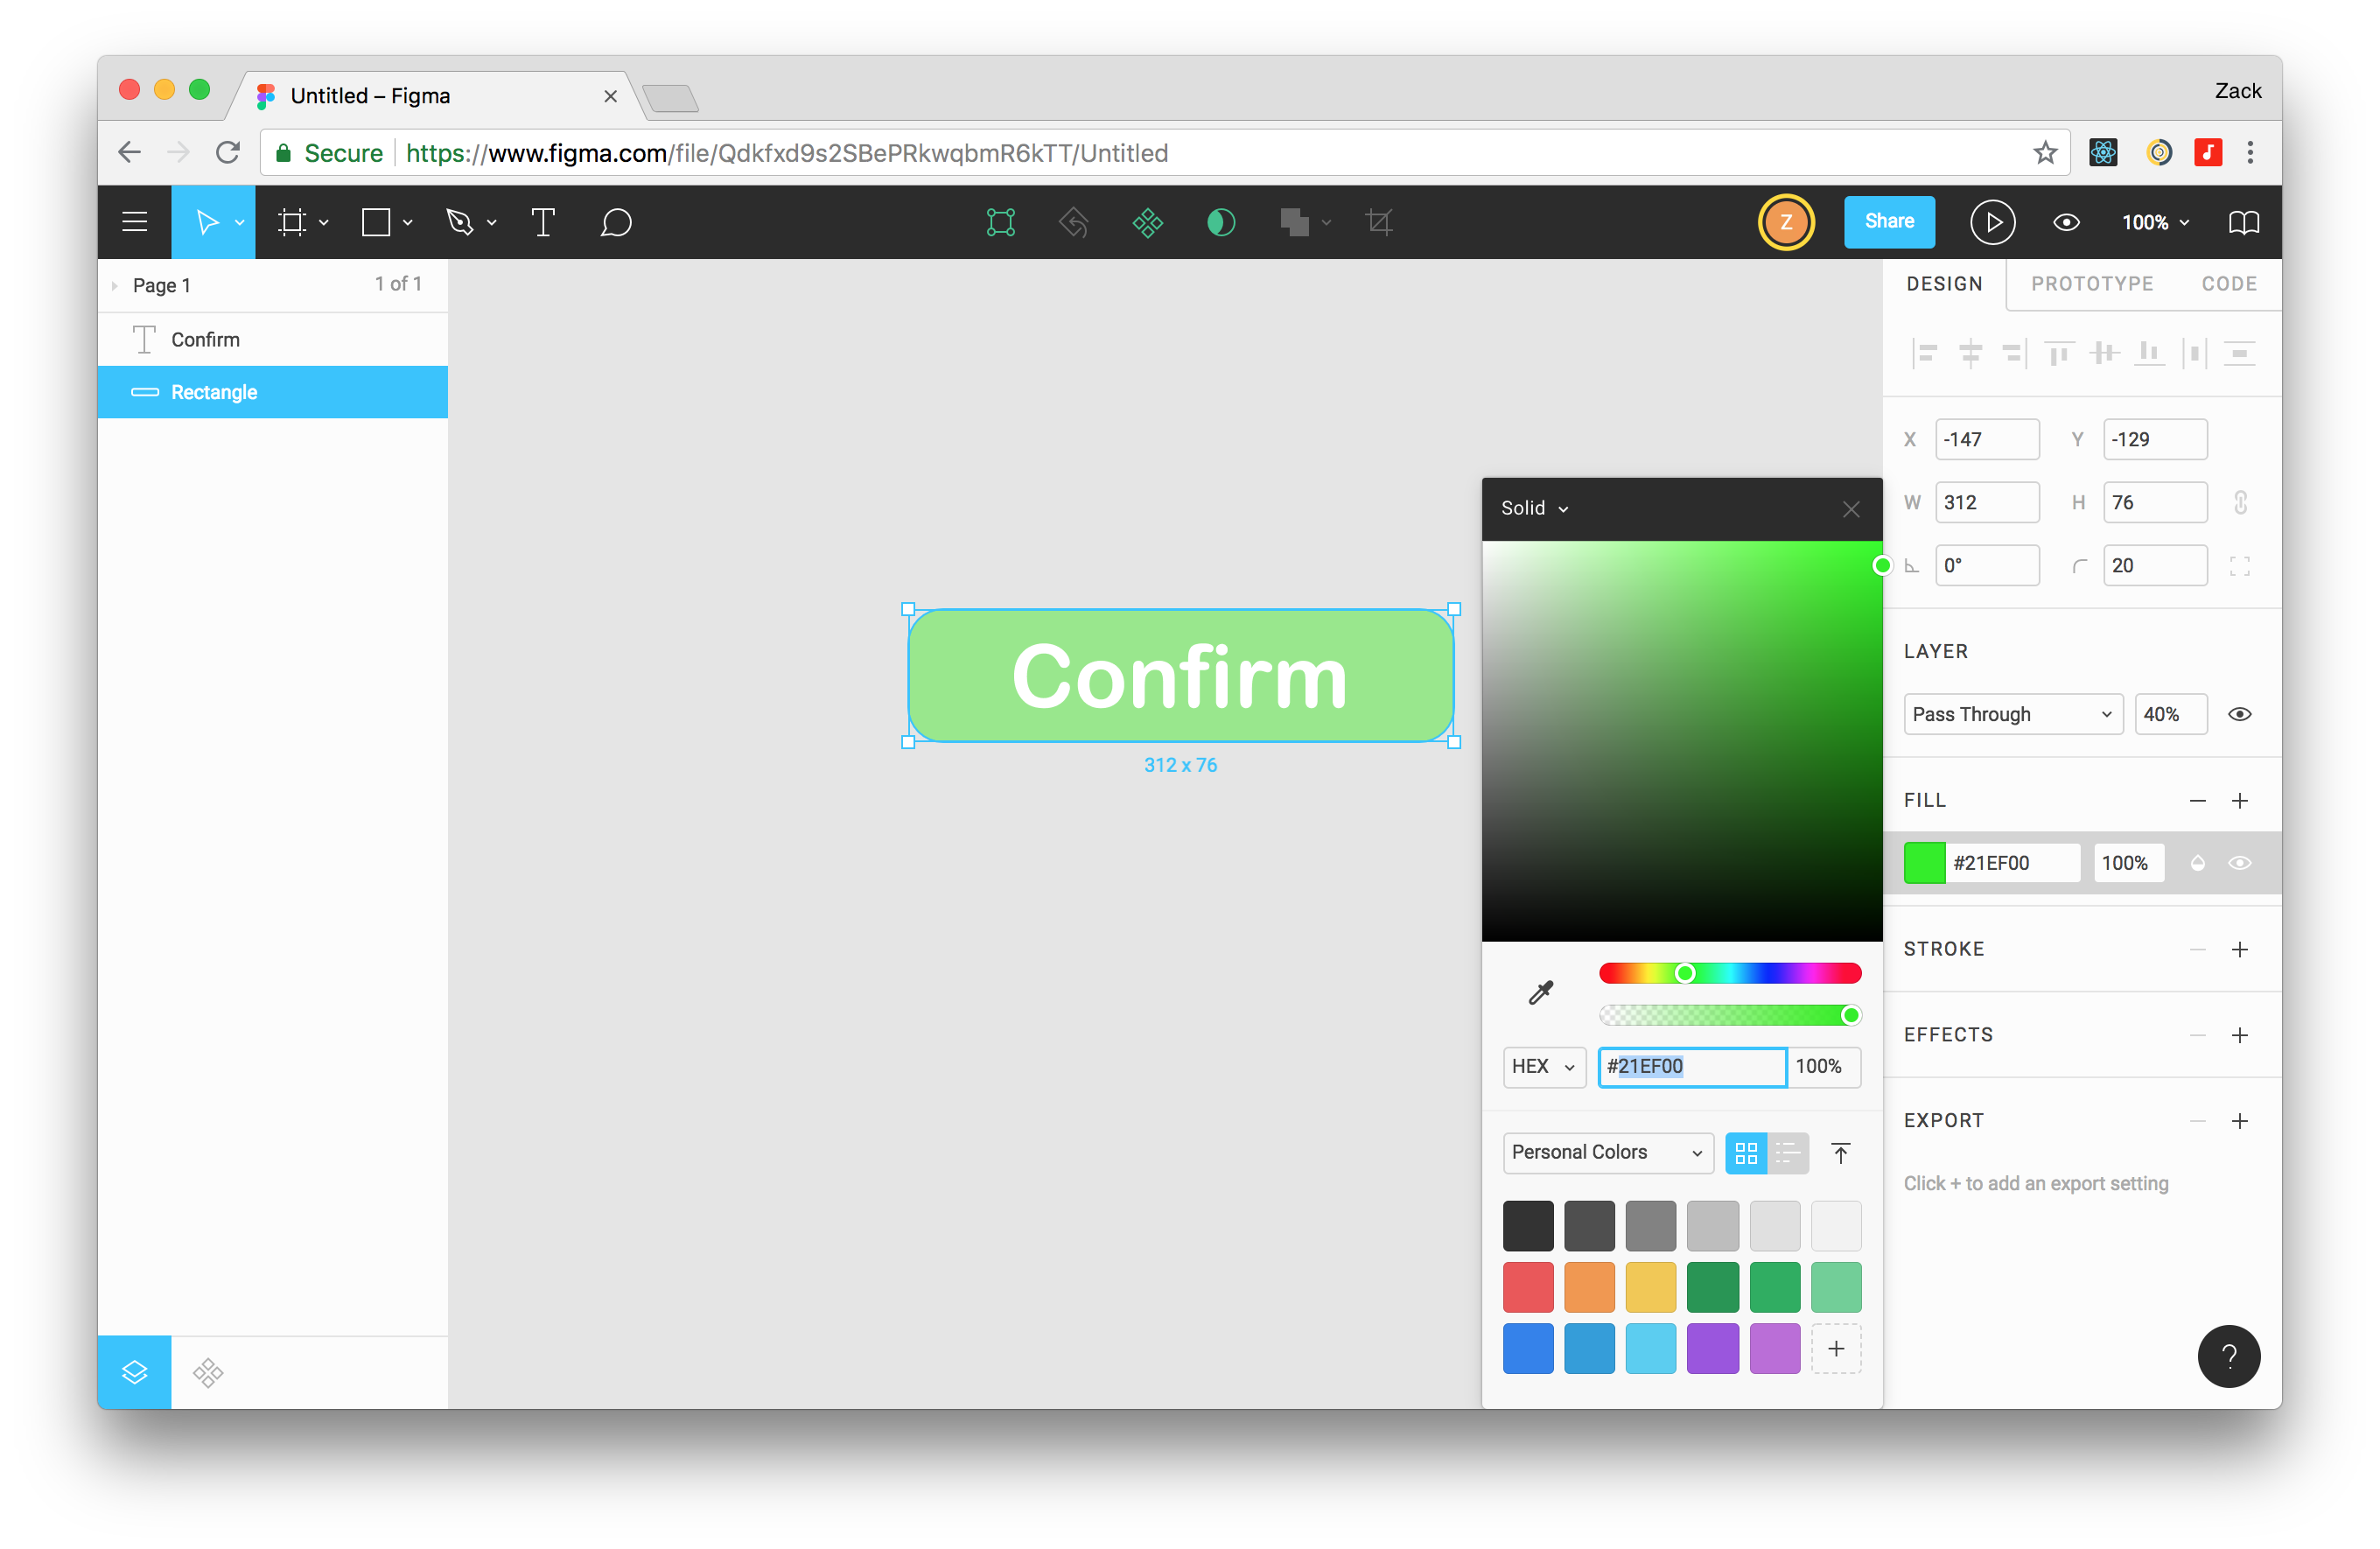 Untitled – Figma
Zack
Secure https://www.figma.com/file/Qdkfxd9s2SBePRkwqbmR6kTT/Untitled
Z
Share
100%
Page 1
1 of 1
Confirm
Rectangle
DESIGN PROTOTYPE CODE
X -147 Y -129
W 312 H 76
0° 20
LAYER
Pass Through 40%
FILL
#21EF00 100%
STROKE
EFFECTS
EXPORT
Click + to add an export setting
Confirm
312 x 76
Solid
HEX #21EF00 100%
Personal Colors
?